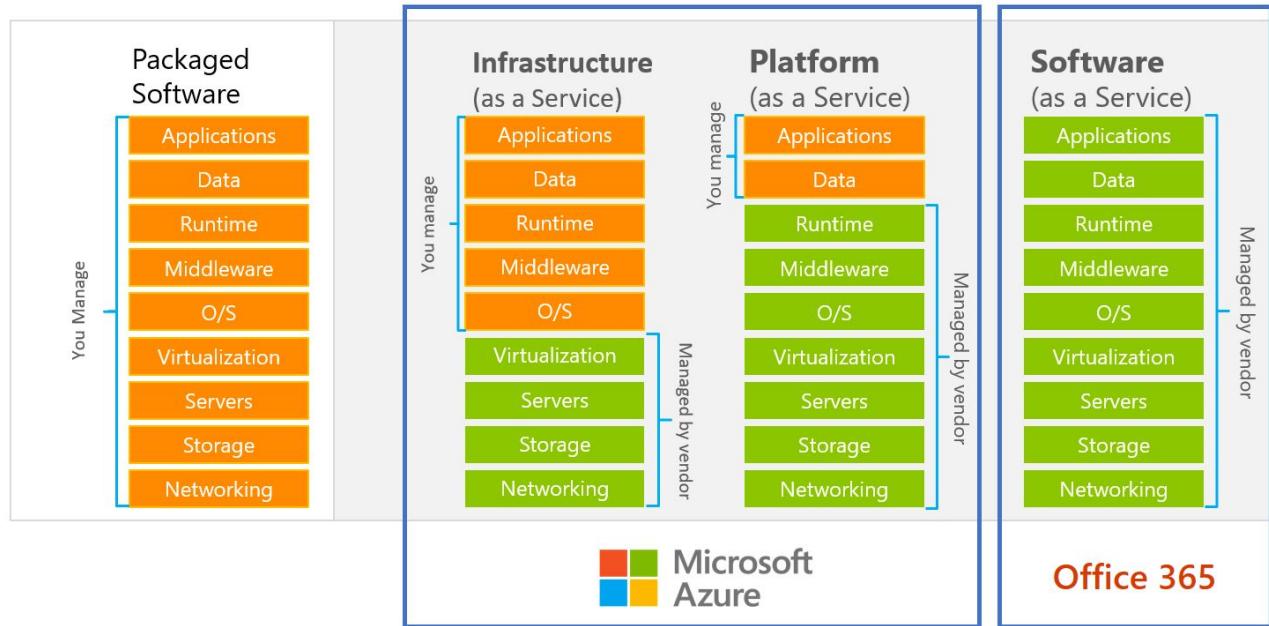 Packaged
Software
You Manage
Applications
Data
Runtime
Middleware
O/S
Virtualization
Servers
Storage
Networking
Infrastructure
(as a Service)
You manage
Applications
Data
Runtime
Middleware
O/S
Virtualization
Servers
Storage
Networking
Managed by vendor
Platform
(as a Service)
You manage
Applications
Data
Runtime
Middleware
O/S
Virtualization
Servers
Storage
Networking
Managed by vendor
Software
(as a Service)
Applications
Data
Runtime
Middleware
O/S
Virtualization
Servers
Storage
Networking
Managed by vendor
Microsoft
Azure
Office 365